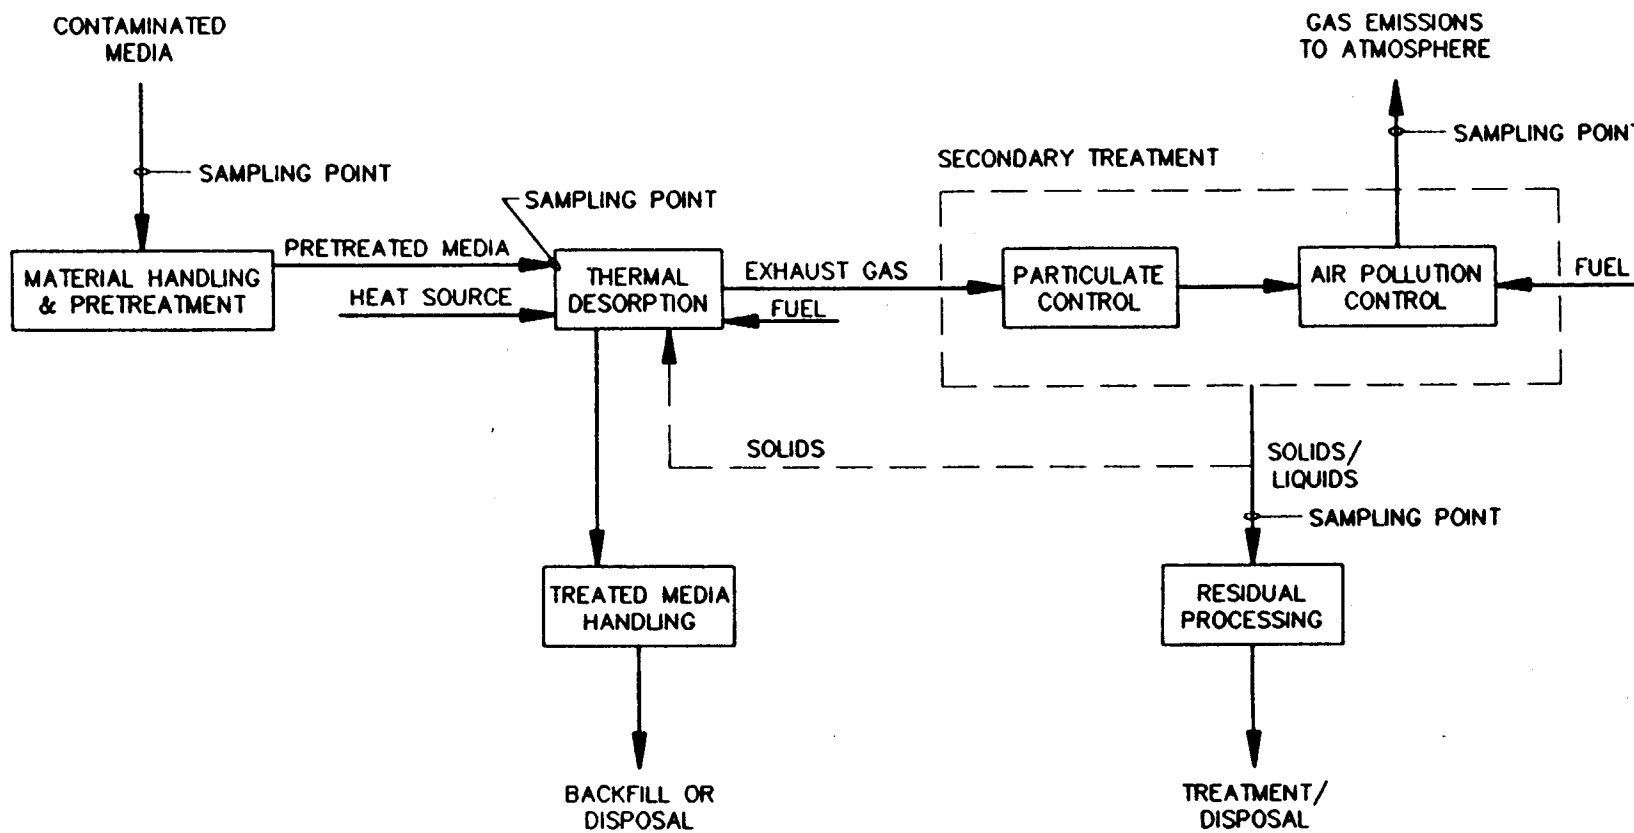 CONTAMINATED
MEDIA
GAS EMISSIONS
TO ATMOSPHERE
SAMPLING POINT
SECONDARY TREATMENT
SAMPLING POINT
SAMPLING POINT
PRETREATED MEDIA
MATERIAL HANDLING
& PRETREATMENT
HEAT SOURCE
THERMAL
DESORPTION
EXHAUST GAS
FUEL
PARTICULATE
CONTROL
AIR POLLUTION
CONTROL
FUEL
SOLIDS
SOLIDS/
LIQUIDS
SAMPLING POINT
TREATED MEDIA
HANDLING
RESIDUAL
PROCESSING
BACKFILL OR
DISPOSAL
TREATMENT/
DISPOSAL